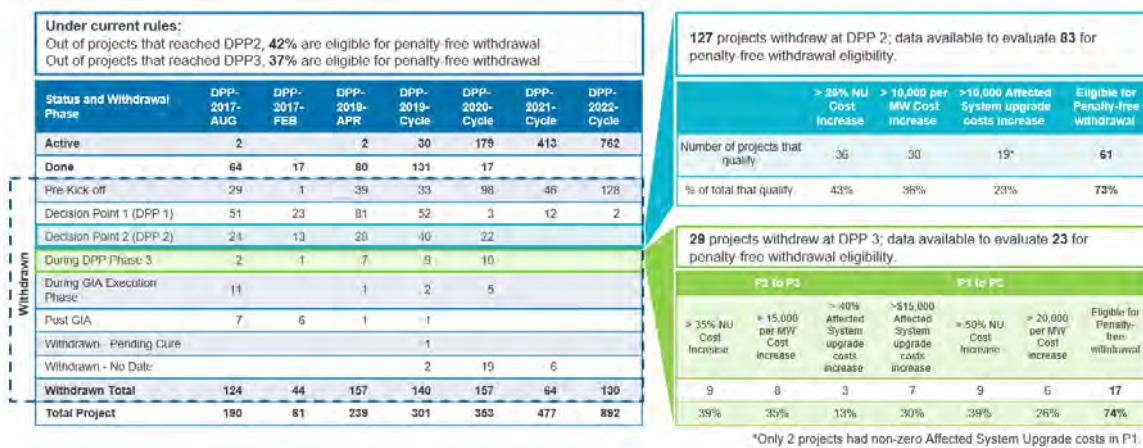 Under current rules:
Out of projects that reached DPP2, 42% are eligible for penalty-free withdrawal
Out of projects that reached DPP3, 37% are eligible for penalty-free withdrawal
Status and Withdrawal Phase DPP-2017-AUG DPP-2017-FEB DPP-2018-APR DPP-2019-Cycle DPP-2020-Cycle DPP-2021-Cycle DPP-2022-Cycle
Active 2 2 30 179 413 762
Done 64 17 80 131 17
Withdrawn
Pre Kick off 29 1 39 33 98 46 128
Decision Point 1 (DPP 1) 51 23 81 52 3 12 2
Decision Point 2 (DPP 2) 24 13 28 40 22
During DPP Phase 3 2 1 7 9 10
During GIA Execution Phase 11 1 2 5
Post GIA 7 6 1 1
Withdrawn - Pending Cure 1
Withdrawn - No Date 2 19 6
Withdrawn Total 124 44 157 140 157 64 130
Total Project 190 61 239 301 353 477 892
127 projects withdrew at DPP 2; data available to evaluate 83 for
penalty-free withdrawal eligibility.
> 25% NU Cost Increase > 10,000 per MW Cost Increase >10,000 Affected System upgrade costs increase Eligible for Penalty-free withdrawal
Number of projects that qualify 36 30 19* 61
% of total that qualify 43% 36% 23% 73%
29 projects withdrew at DPP 3; data available to evaluate 23 for
penalty-free withdrawal eligibility.
P2 to P3 P1 to P3
> 35% NU Cost Increase > 15,000 per MW Cost increase > 40% Affected System upgrade costs increase >$15,000 Affected System upgrade costs increase > 50% NU Cost Increase > 20,000 per MW Cost increase Eligible for Penalty-free withdrawal
9 8 3 7 9 6 17
39% 35% 13% 30% 39% 26% 74%
*Only 2 projects had non-zero Affected System Upgrade costs in P1.